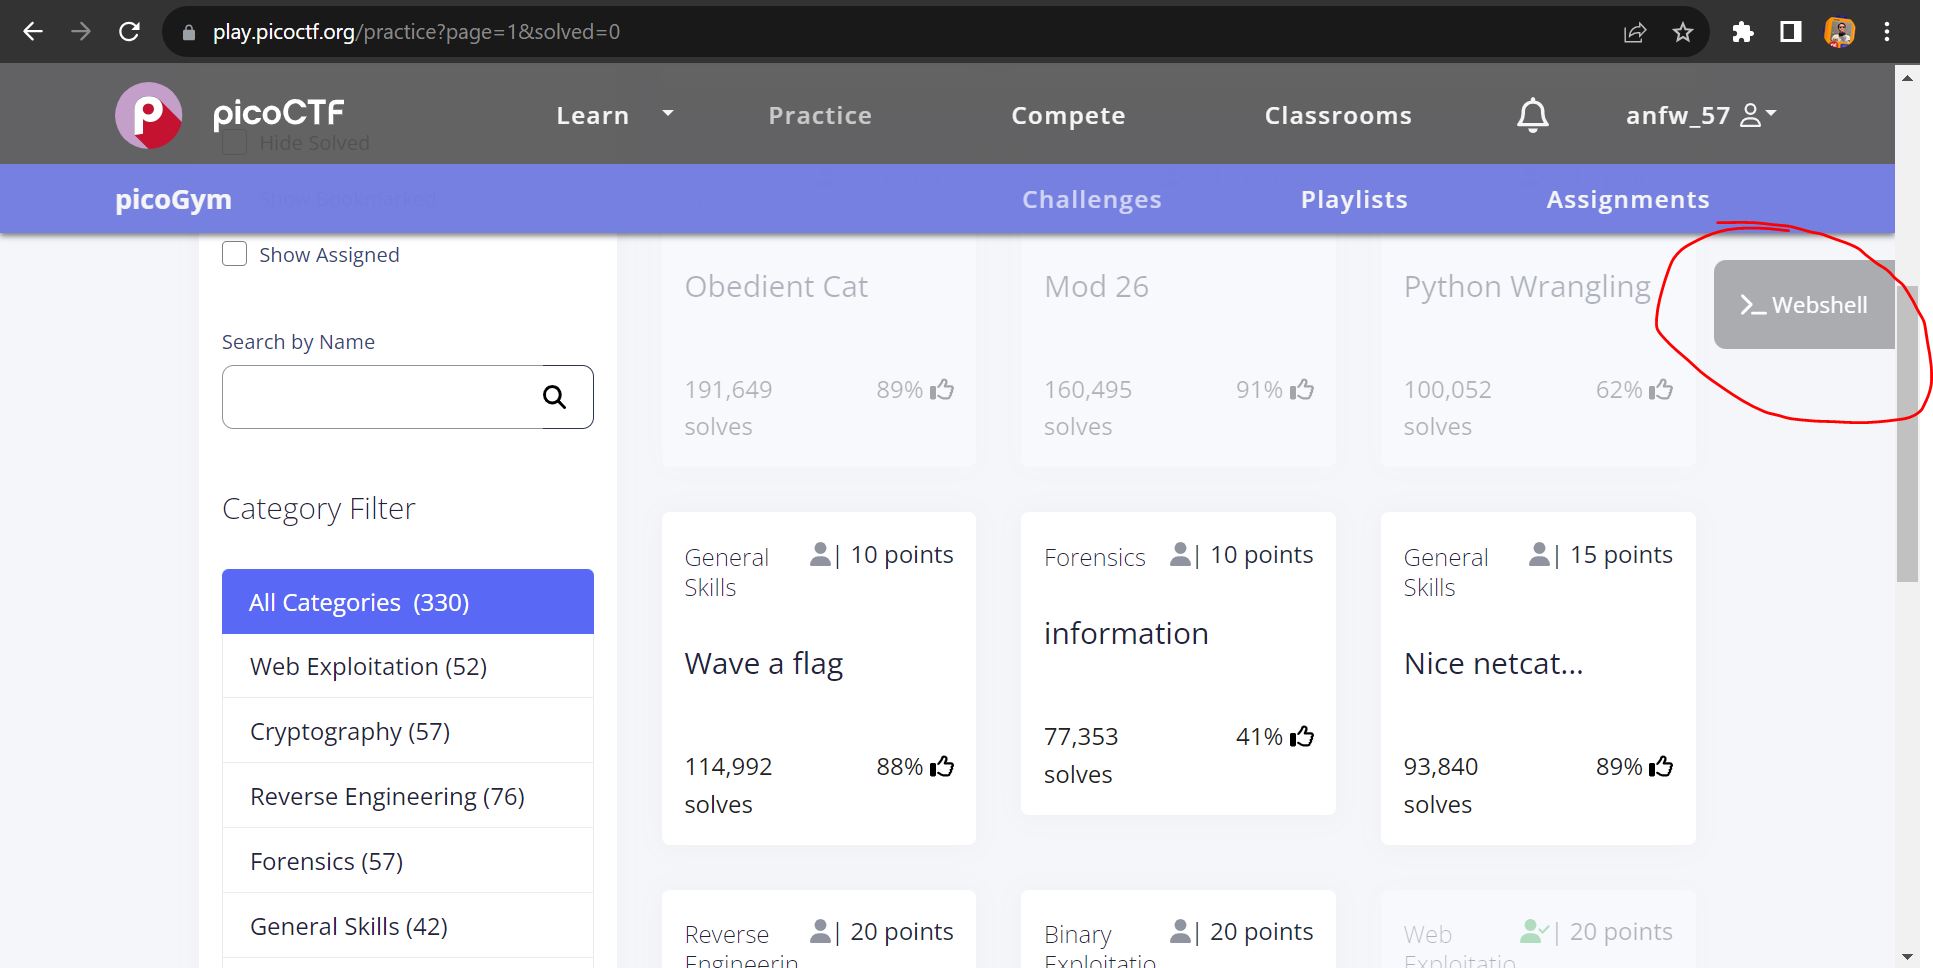 play.picoctf.org/practice?page=1&solved=0
picoCTF
Learn
Practice
Compete
Classrooms
anfw_57
Hide Solved
picoGym
Show Bookmarked
Challenges
Playlists
Assignments
Show Assigned
Search by Name
Category Filter
All Categories (330)
Web Exploitation (52)
Cryptography (57)
Reverse Engineering (76)
Forensics (57)
General Skills (42)
Obedient Cat
191,649
solves
89%
Mod 26
160,495
solves
91%
Python Wrangling
100,052
solves
62%
>_ Webshell
General
Skills
| 10 points
Wave a flag
114,992
solves
88%
Forensics
| 10 points
information
77,353
solves
41%
General
Skills
| 15 points
Nice netcat...
93,840
solves
89%
Reverse
Engineerin
| 20 points
Binary
Exploitatio
| 20 points
Web
Exploitatio
| 20 points